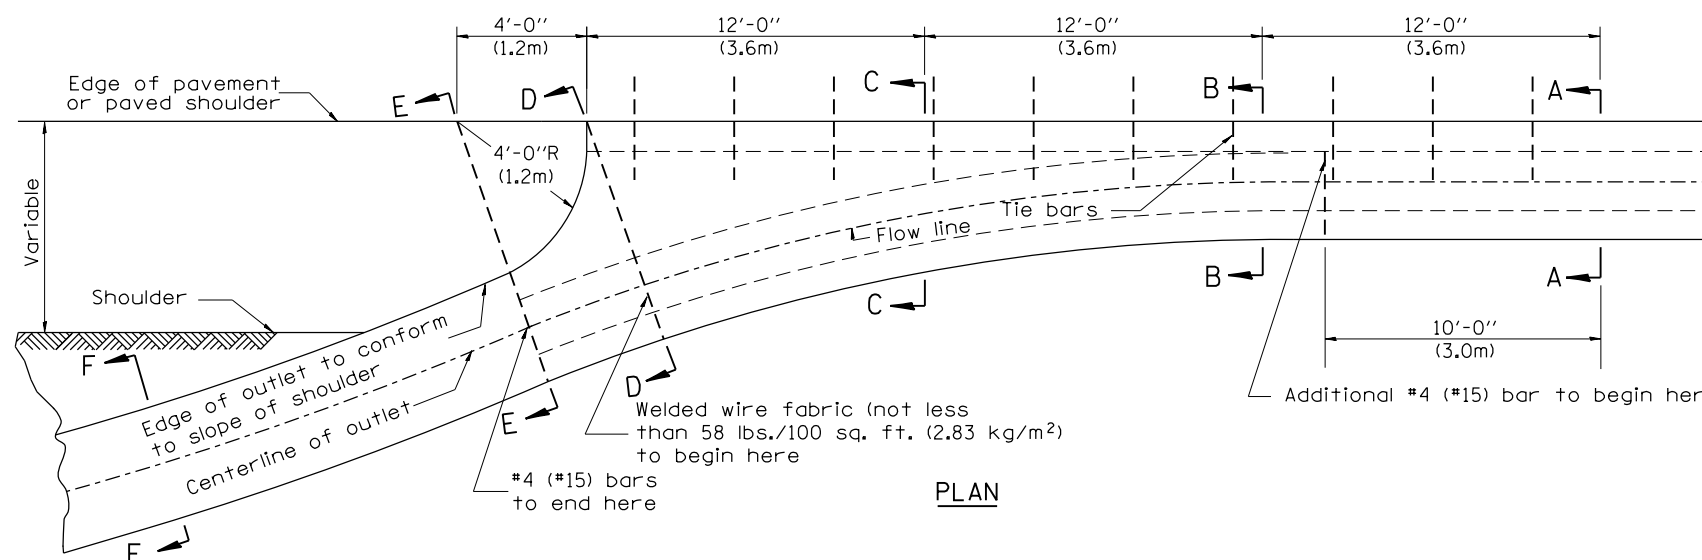 4'-0"
(1.2m)
12'-0"
(3.6m)
12'-0"
(3.6m)
12'-0"
(3.6m)
Edge of pavement
or paved shoulder
E
D
C
B
A
4'-0"R
(1.2m)
Variable
Tie bars
Flow line
Shoulder
C
B
A
10'-0"
(3.0m)
F
Edge of outlet to conform
to slope of shoulder
Centerline of outlet
D
E
Additional #4 (#15) bar to begin her
Welded wire fabric (not less
than 58 lbs./100 sq. ft. (2.83 kg/m²)
to begin here
#4 (#15) bars
to end here
PLAN
F